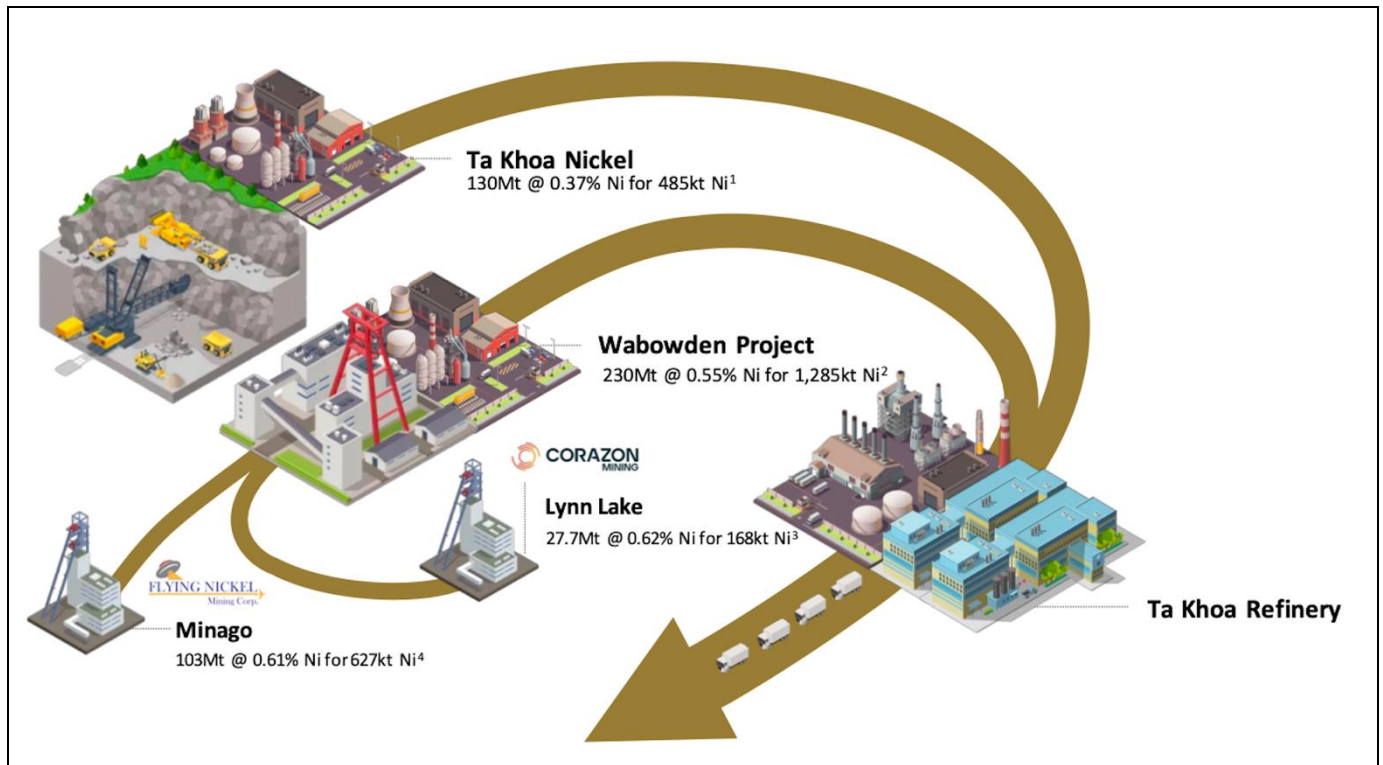 Ta Khoa Nickel
130Mt @ 0.37% Ni for 485kt Ni¹
Wabowden Project
230Mt @ 0.55% Ni for 1,285kt Ni²
CORAZON
MINING
Lynn Lake
27.7Mt @ 0.62% Ni for 168kt Ni³
FLYING NICKEL
Mining Corp.
Minago
103Mt @ 0.61% Ni for 627kt Ni⁴
Ta Khoa Refinery